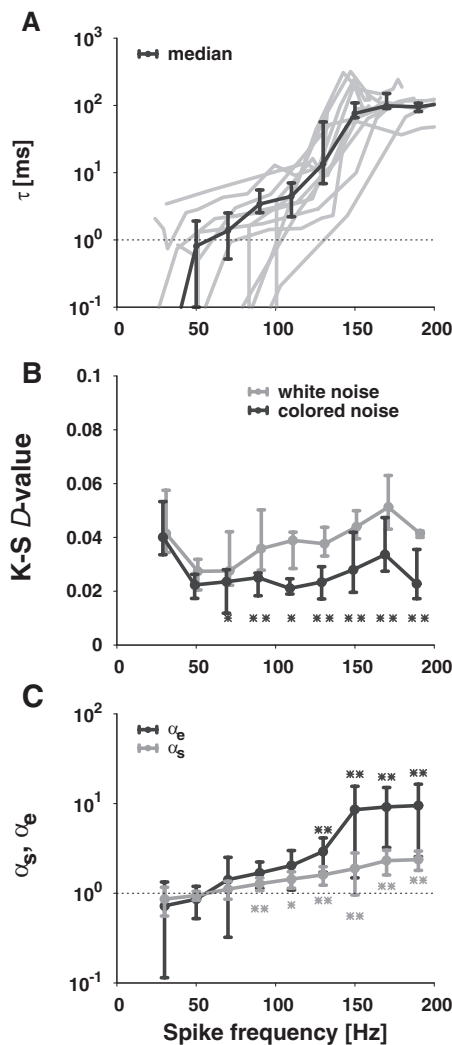 A
10³
median
10²
τ [ms]
10¹
10⁰
10⁻¹
0 50 100 150 200
B
0.1
white noise
colored noise
0.08
K-S D-value
0.06
0.04
0.02
* ** * ** ** ** **
0
0 50 100 150 200
C
10²
αe
αs
** ** **
10¹
αs, αe
**
10⁰
** * ** ** ** **
10⁻¹
0 50 100 150 200
Spike frequency [Hz]